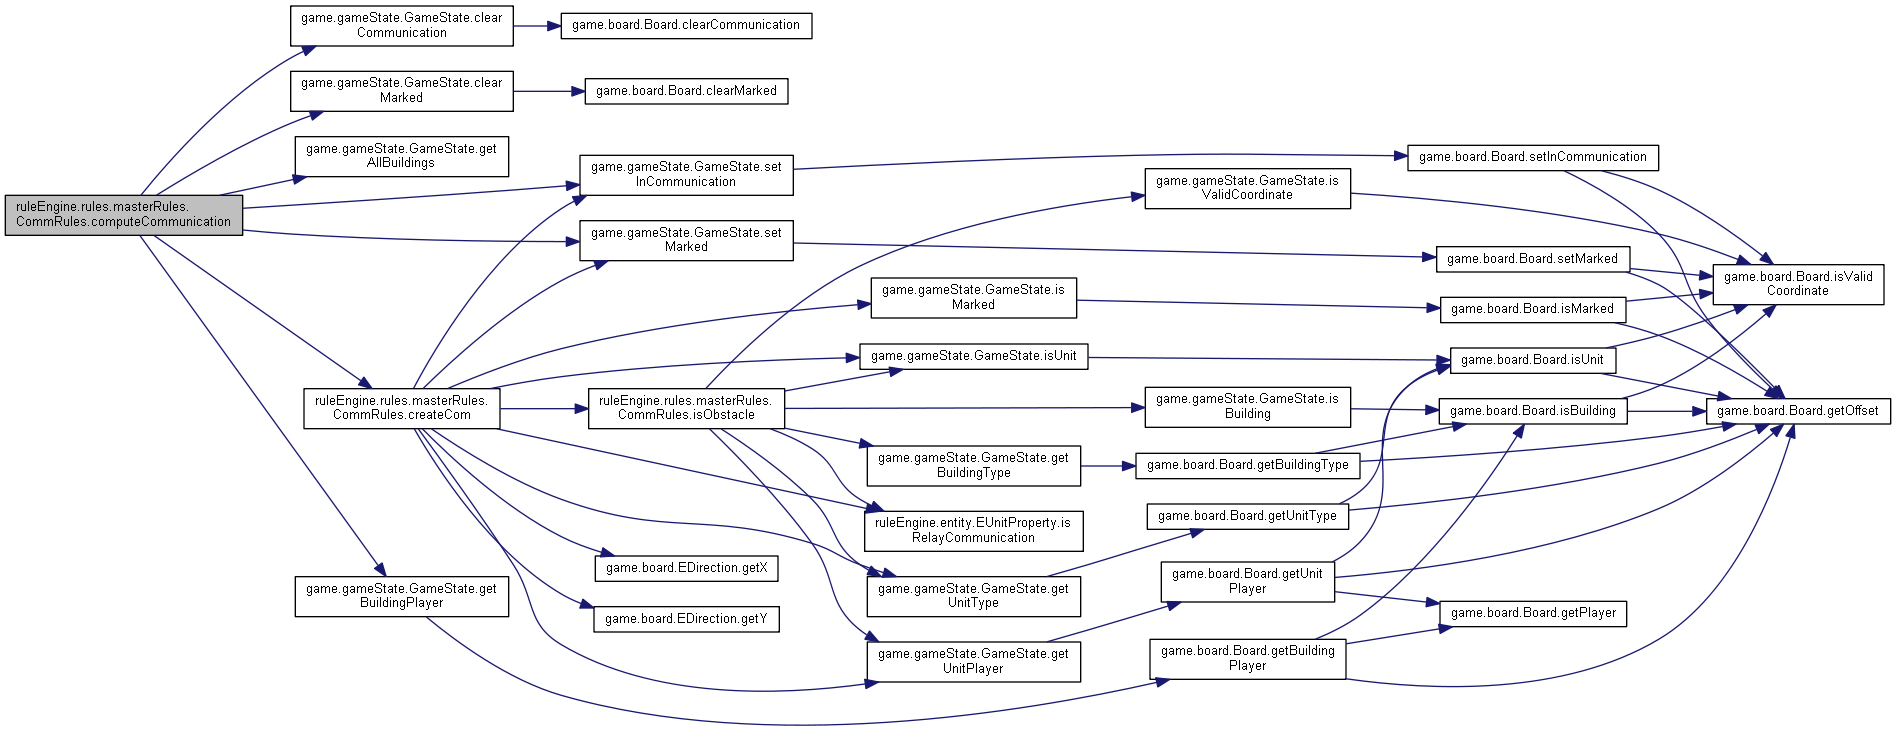 ruleEngine.rules.masterRules.
CommRules.computeCommunication
game.gameState.GameState.clear
Communication
game.gameState.GameState.clear
Marked
game.gameState.GameState.get
AllBuildings
ruleEngine.rules.masterRules.
CommRules.createCom
game.gameState.GameState.get
BuildingPlayer
game.board.Board.clearCommunication
game.board.Board.clearMarked
game.gameState.GameState.set
InCommunication
game.gameState.GameState.set
Marked
ruleEngine.rules.masterRules.
CommRules.isObstacle
game.board.EDirection.getX
game.board.EDirection.getY
game.gameState.GameState.is
Marked
game.gameState.GameState.isUnit
game.gameState.GameState.get
BuildingType
ruleEngine.entity.EUnitProperty.is
RelayCommunication
game.gameState.GameState.get
UnitType
game.gameState.GameState.get
UnitPlayer
game.gameState.GameState.is
ValidCoordinate
game.gameState.GameState.is
Building
game.board.Board.getBuildingType
game.board.Board.getUnitType
game.board.Board.getUnit
Player
game.board.Board.getBuilding
Player
game.board.Board.setInCommunication
game.board.Board.setMarked
game.board.Board.isMarked
game.board.Board.isUnit
game.board.Board.isBuilding
game.board.Board.getPlayer
game.board.Board.isValid
Coordinate
game.board.Board.getOffset